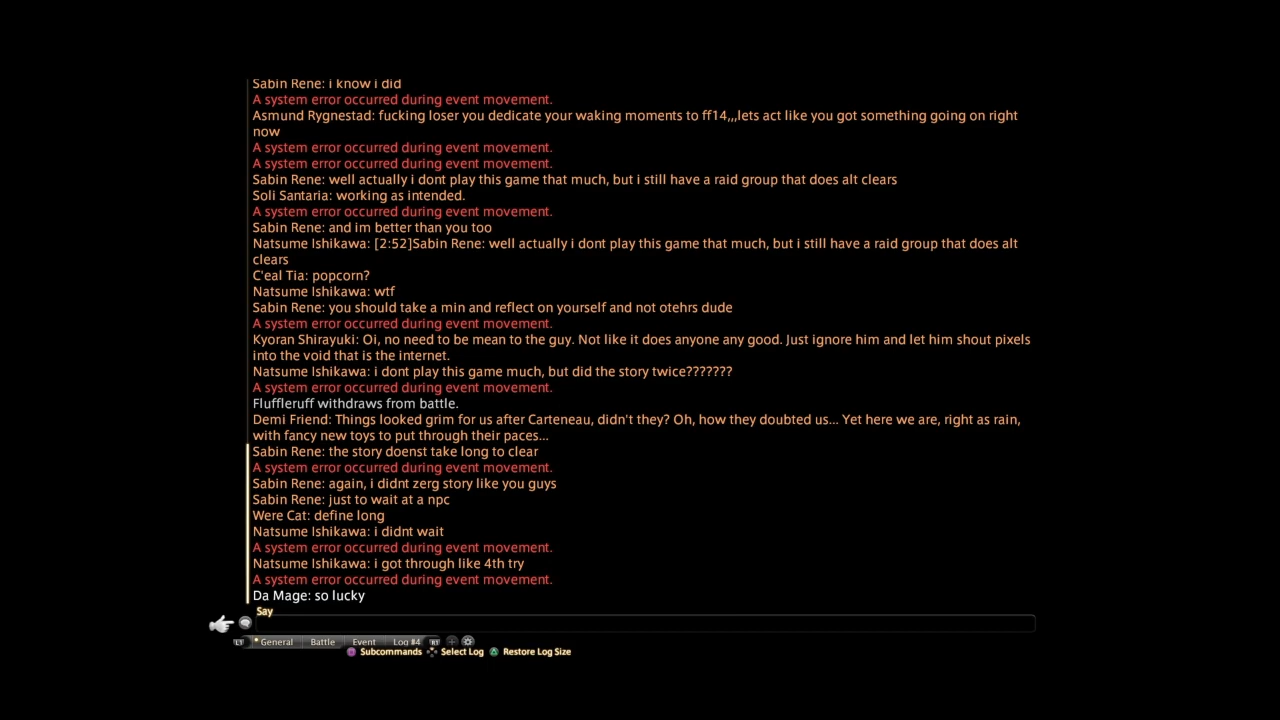 Sabin Rene: i know i did
A system error occurred during event movement.
Asmund Rygnestad: fucking loser you dedicate your waking moments to ff14,,,lets act like you got something going on right
now
A system error occurred during event movement.
A system error occurred during event movement.
Sabin Rene: well actually i dont play this game that much, but i still have a raid group that does alt clears
Soli Santaria: working as intended.
A system error occurred during event movement.
Sabin Rene: and im better than you too
Natsume Ishikawa: [2:52]Sabin Rene: well actually i dont play this game that much, but i still have a raid group that does alt
clears
C'eal Tia: popcorn?
Natsume Ishikawa: wtf
Sabin Rene: you should take a min and reflect on yourself and not otehrs dude
A system error occurred during event movement.
Kyoran Shirayuki: Oi, no need to be mean to the guy. Not like it does anyone any good. Just ignore him and let him shout pixels
into the void that is the internet.
Natsume Ishikawa: i dont play this game much, but did the story twice???????
A system error occurred during event movement.
Fluffleruff withdraws from battle.
Demi Friend: Things looked grim for us after Carteneau, didn't they? Oh, how they doubted us... Yet here we are, right as rain,
with fancy new toys to put through their paces...
Sabin Rene: the story doenst take long to clear
A system error occurred during event movement.
Sabin Rene: again, i didnt zerg story like you guys
Sabin Rene: just to wait at a npc
Were Cat: define long
Natsume Ishikawa: i didnt wait
A system error occurred during event movement.
Natsume Ishikawa: i got through like 4th try
A system error occurred during event movement.
Da Mage: so lucky
Say
L1 General Battle Event Log #4 R1
Subcommands Select Log Restore Log Size